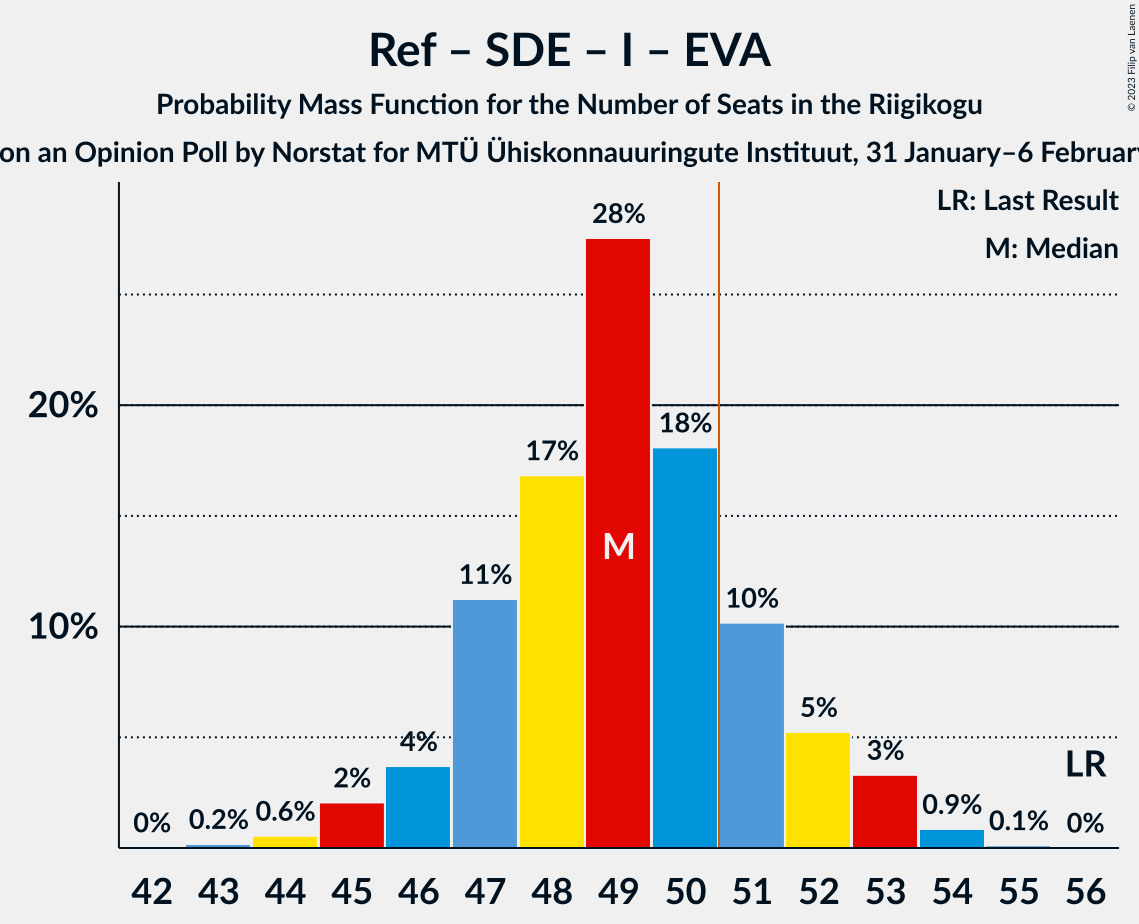 Ref – SDE – I – EVA
Probability Mass Function for the Number of Seats in the Riigikogu
on an Opinion Poll by Norstat for MTÜ Ühiskonnauuringute Instituut, 31 January–6 February
© 2023 Filip van Laenen
LR: Last Result
M: Median
28%
20%
18%
17%
M
11%
10%
10%
5%
4%
3%
LR
2%
0%
0.2%
0.6%
0.9%
0.1%
0%
42 43 44 45 46 47 48 49 50 51 52 53 54 55 56